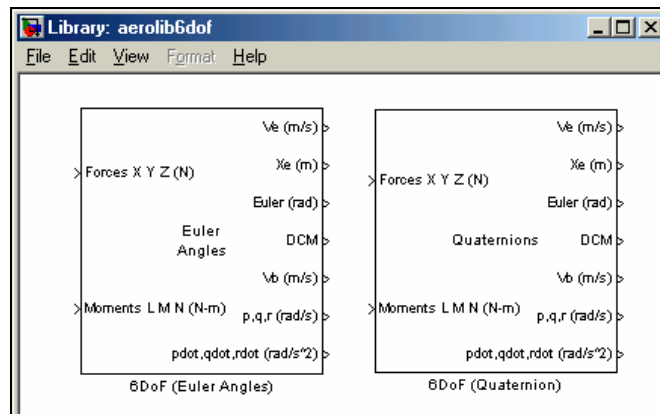 Library: aerolib6dof
File Edit View Format Help
Ve (m/s)
Xe (m)
Forces X Y Z (N)
Euler (rad)
Euler
Angles
DCM
Vb (m/s)
Moments L M N (N-m)
p,q,r (rad/s)
pdot,qdot,rdot (rad/s^2)
6DoF (Euler Angles)
Ve (m/s)
Xe (m)
Forces X Y Z (N)
Euler (rad)
Quaternions
DCM
Vb (m/s)
Moments L M N (N-m)
p,q,r (rad/s)
pdot,qdot,rdot (rad/s^2)
6DoF (Quaternion)